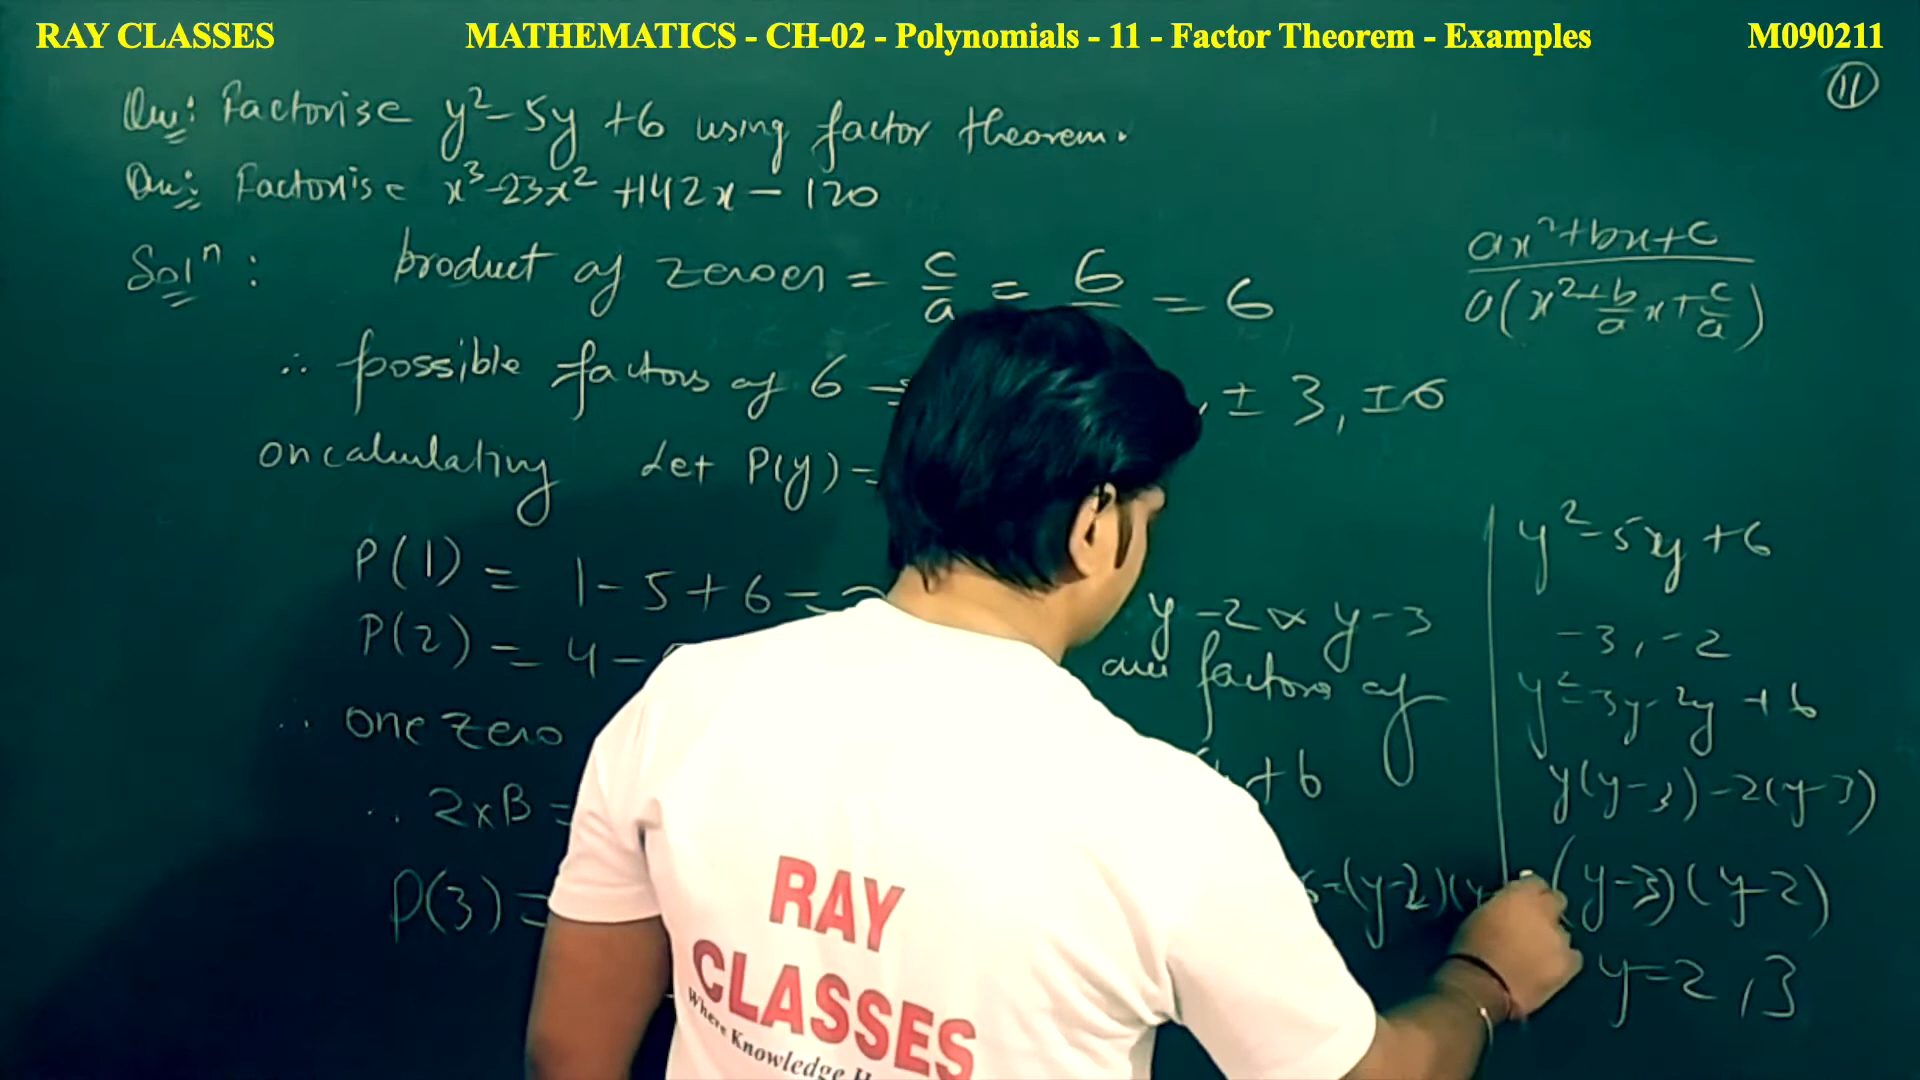 RAY CLASSES MATHEMATICS - CH-02 - Polynomials - 11 - Factor Theorem - Examples M090211
11
Qu: Factorise y² - 5y + 6 using factor theorem.
Qu: Factorise x³ - 23x² + 142x - 120
Solⁿ : product of zeroes = c/a = 6 = 6
ax² + bx + c
a(x² + b/a x + c/a)
∴ possible factors of 6 = , ± 3, ± 6
on calculating Let P(y) =
P(1) = 1 - 5 + 6 = 2
P(2) = 4 -
∴ one zero
∴ 2 x β =
P(3) =
y - 2 & y - 3
are factors of
+ 6
= (y-2)(y
y² - 5y + 6
-3, -2
y² - 3y - 2y + 6
y(y-3) - 2(y-3)
(y-3)(y-2)
y = 2, 3
RAY
CLASSES
Where Knowledge